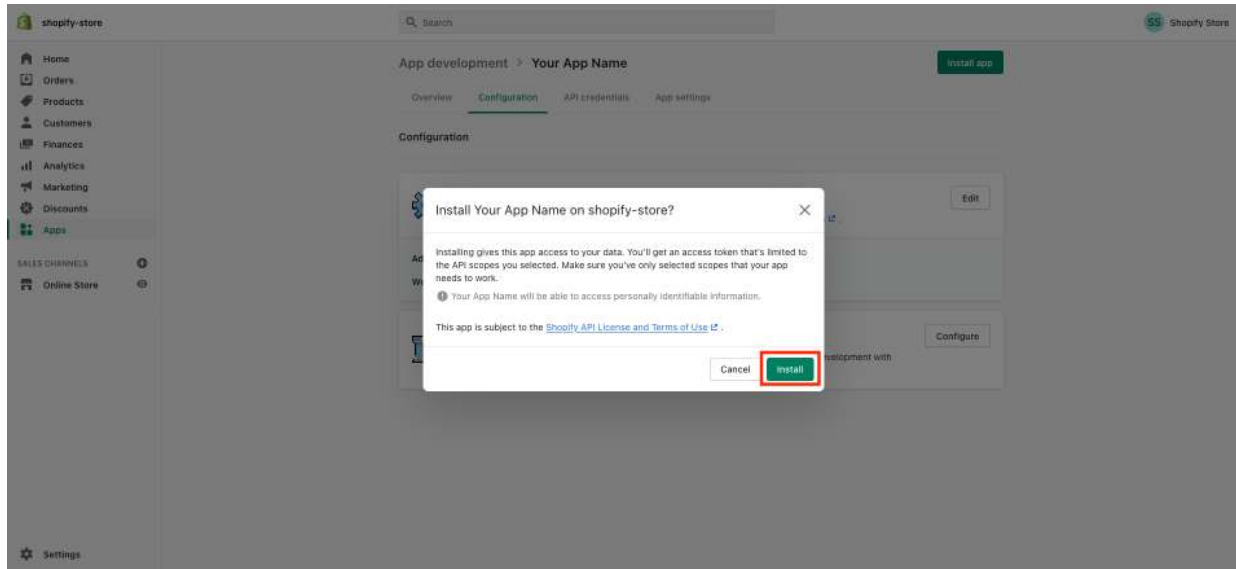 shopify-store
Search
SS Shopify Store
Home
Orders
Products
Customers
Finances
Analytics
Marketing
Discounts
Apps
SALES CHANNELS
Online Store
Settings
App development > Your App Name
Install app
Overview Configuration API credentials App settings
Configuration
Edit
Install Your App Name on shopify-store?
Installing gives this app access to your data. You'll get an access token that's limited to
the API scopes you selected. Make sure you've only selected scopes that your app
needs to work.
Your App Name will be able to access personally identifiable information.
This app is subject to the Shopify API License and Terms of Use .
Cancel Install
Configure
velopment with